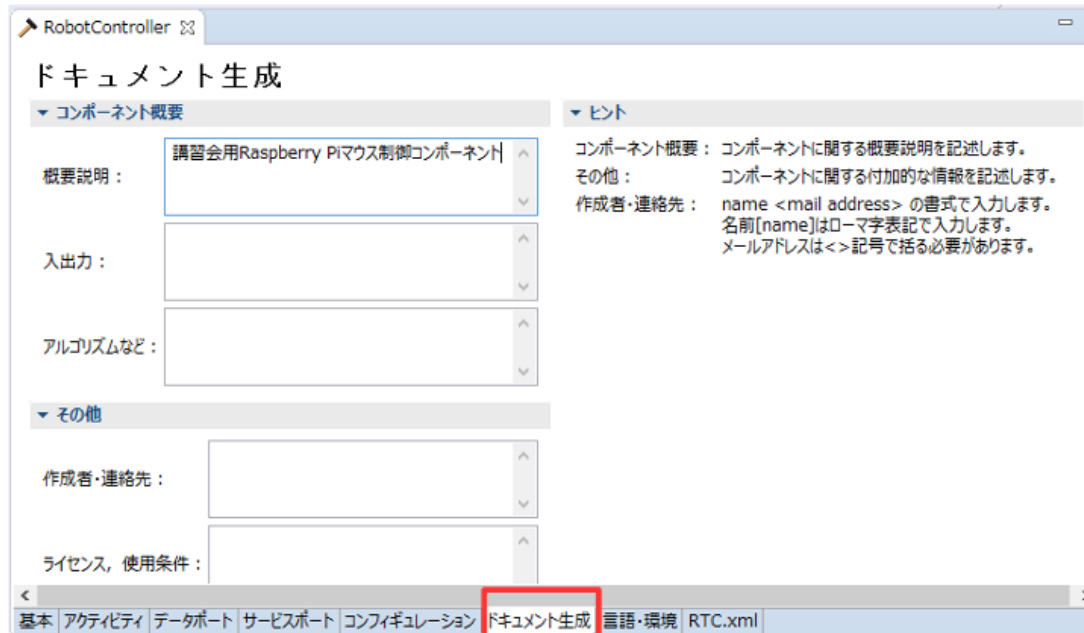 RobotController
ドキュメント生成
コンポーネント概要
概要説明：
講習会用Raspberry Piマウス制御コンポーネント
入出力：
アルゴリズムなど：
その他
作成者・連絡先：
ライセンス，使用条件：
ヒント
コンポーネント概要： コンポーネントに関する概要説明を記述します。
その他： コンポーネントに関する付加的な情報を記述します。
作成者・連絡先： name <mail address> の書式で入力します。
名前[name]はローマ字表記で入力します。
メールアドレスは<>記号で括る必要があります。
基本 アクティビティ データポート サービスポート コンフィギュレーション ドキュメント生成 言語・環境 RTC.xml